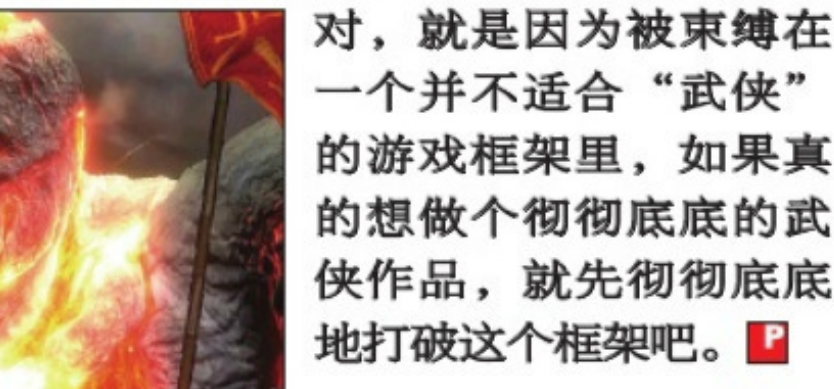 对，就是因为被束缚在
一个并不适合“武侠”
的游戏框架里，如果真
的想做个彻彻底底的武
侠作品，就先彻彻底底
地打破这个框架吧。P